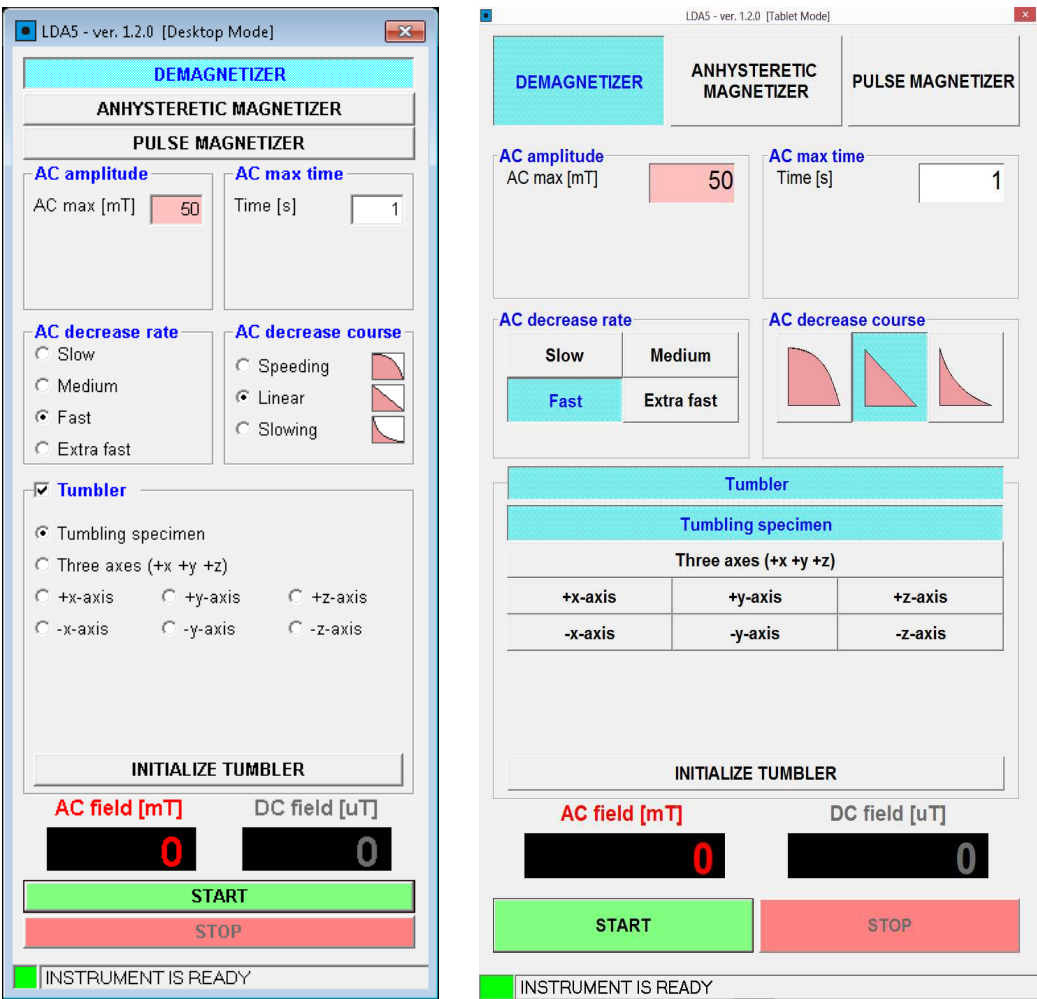 LDA5 - ver. 1.2.0 [Desktop Mode]
DEMAGNETIZER
ANHYSTERETIC MAGNETIZER
PULSE MAGNETIZER
AC amplitude
AC max [mT] 50
AC max time
Time [s] 1
AC decrease rate
Slow
Medium
Fast
Extra fast
AC decrease course
Speeding
Linear
Slowing
Tumbler
Tumbling specimen
Three axes (+x +y +z)
+x-axis +y-axis +z-axis
-x-axis -y-axis -z-axis
INITIALIZE TUMBLER
AC field [mT] DC field [uT]
0 0
START
STOP
INSTRUMENT IS READY
LDA5 - ver. 1.2.0 [Tablet Mode]
DEMAGNETIZER
ANHYSTERETIC
MAGNETIZER
PULSE MAGNETIZER
AC amplitude
AC max [mT] 50
AC max time
Time [s] 1
AC decrease rate
Slow Medium
Fast Extra fast
AC decrease course
Tumbler
Tumbling specimen
Three axes (+x +y +z)
+x-axis +y-axis +z-axis
-x-axis -y-axis -z-axis
INITIALIZE TUMBLER
AC field [mT] DC field [uT]
0 0
START STOP
INSTRUMENT IS READY